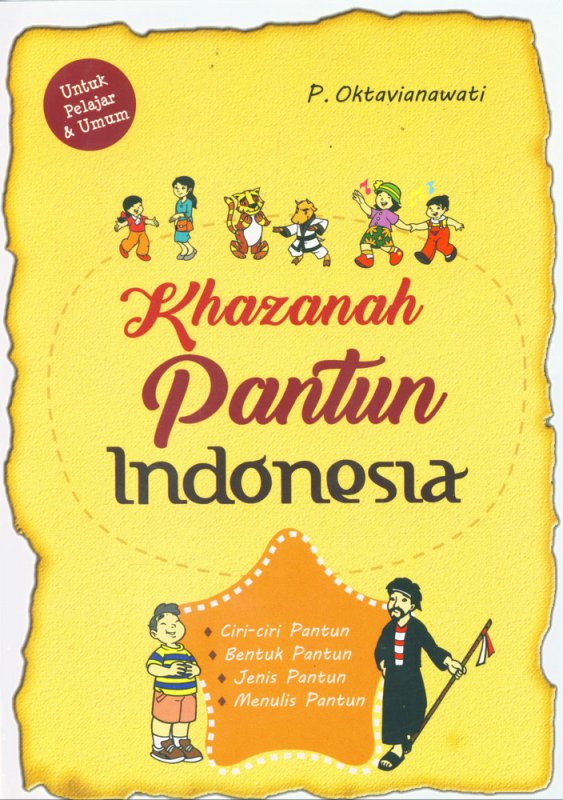 Untuk
Pelajar
& Umum
P. Oktavianawati
Khazanah
Pantun
Indonesia
♦ Ciri-ciri Pantun
♦ Bentuk Pantun
♦ Jenis Pantun
♦ Menulis Pantun